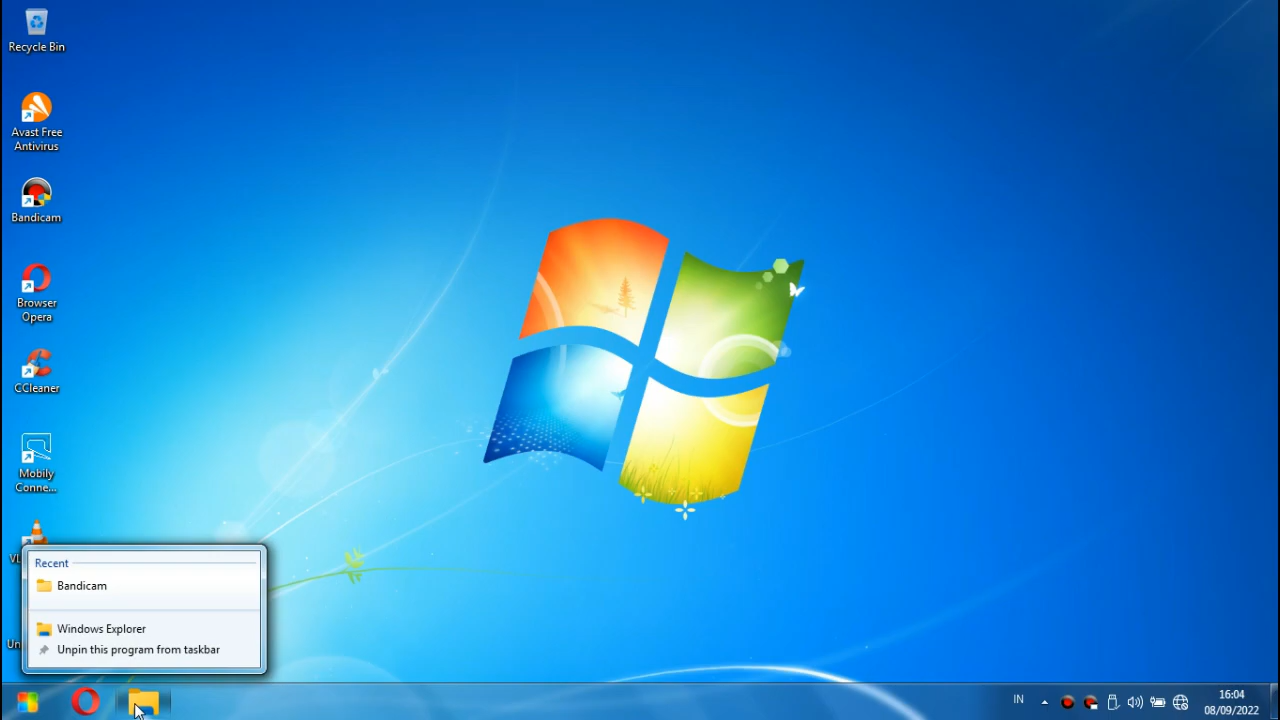 Recycle Bin
Avast Free
Antivirus
Bandicam
Browser
Opera
CCleaner
Mobily
Conne...
Recent
Bandicam
Windows Explorer
Unpin this program from taskbar
IN
16:04
08/09/2022